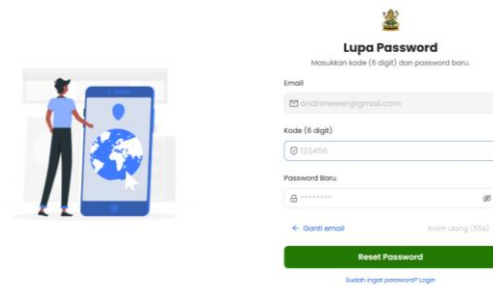 Lupa Password
Masukkan kode (6 digit) dan password baru.
Email
andrenewer@gmail.com
Kode (6 digit)
123456
Password Baru
********
← Ganti email
Kirim ulang (55s)
Reset Password
Sudah ingat password? Login